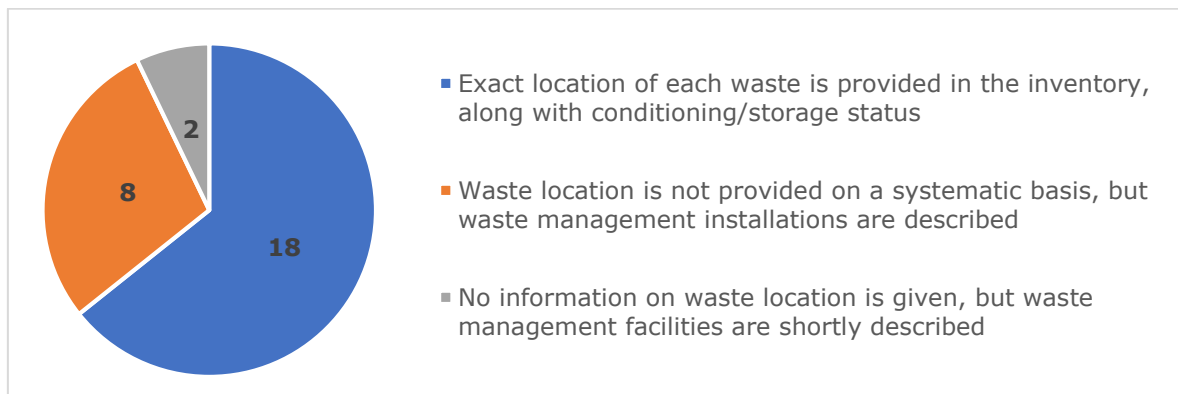 2
8
18
Exact location of each waste is provided in the inventory,
along with conditioning/storage status
Waste location is not provided on a systematic basis, but
waste management installations are described
No information on waste location is given, but waste
management facilities are shortly described